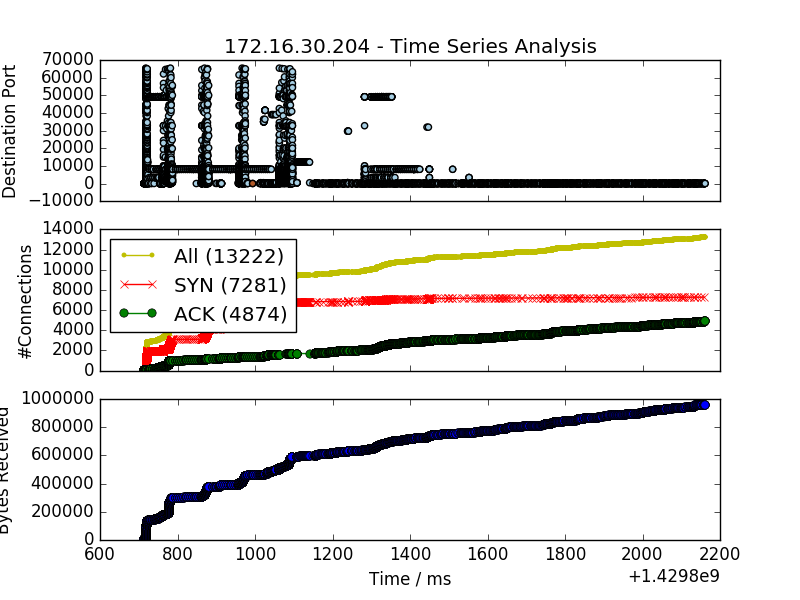 172.16.30.204 - Time Series Analysis
70000
60000
50000
40000
30000
20000
10000
0
-10000
Destination Port
14000
12000
10000
8000
6000
4000
2000
0
#Connections
All (13222)
SYN (7281)
ACK (4874)
1000000
800000
600000
400000
200000
0
Bytes Received
600 800 1000 1200 1400 1600 1800 2000 2200
Time / ms
+1.4298e9